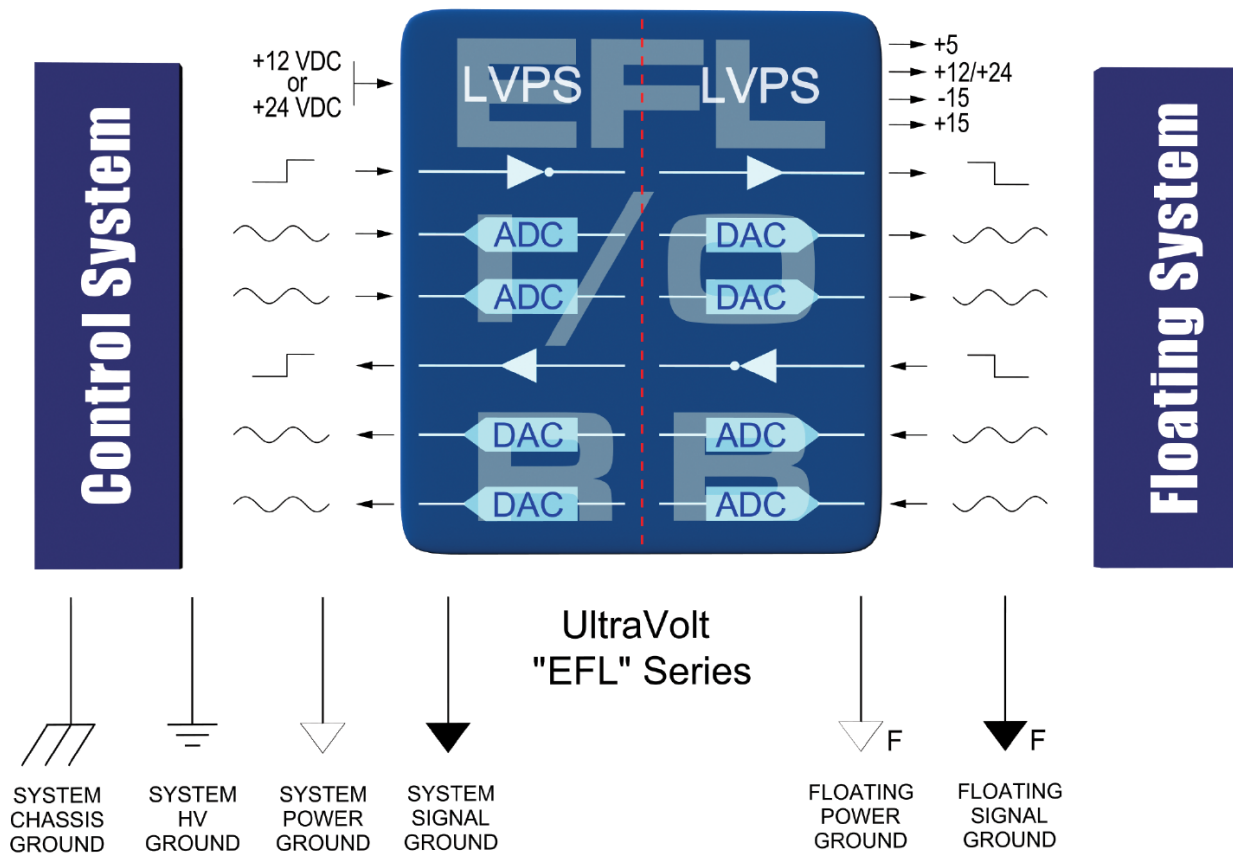 Control System
+12 VDC
or
+24 VDC
EFL
LVPS
LVPS
+5
+12/+24
-15
+15
I/O
ADC
DAC
ADC
DAC
RB
DAC
ADC
DAC
ADC
Floating System
UltraVolt
"EFL" Series
F
F
SYSTEM
CHASSIS
GROUND
SYSTEM
HV
GROUND
SYSTEM
POWER
GROUND
SYSTEM
SIGNAL
GROUND
FLOATING
POWER
GROUND
FLOATING
SIGNAL
GROUND